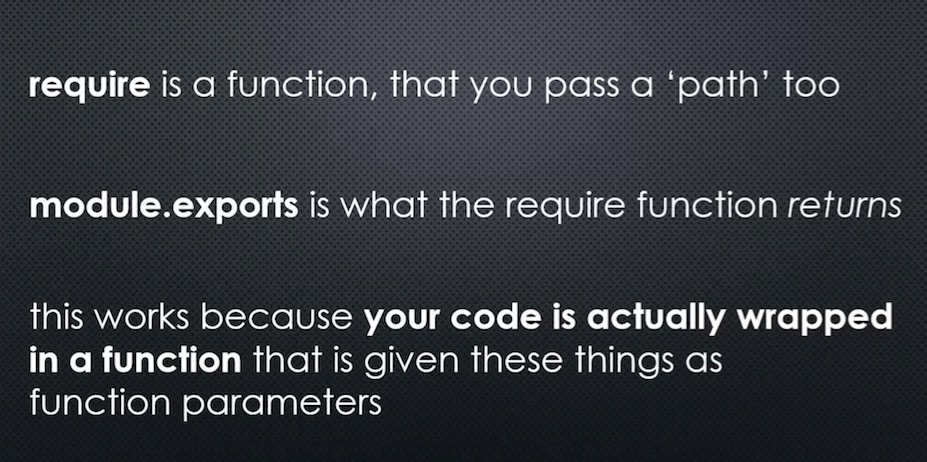 require is a function, that you pass a ‘path’ too
module.exports is what the require function returns
this works because your code is actually wrapped
in a function that is given these things as
function parameters